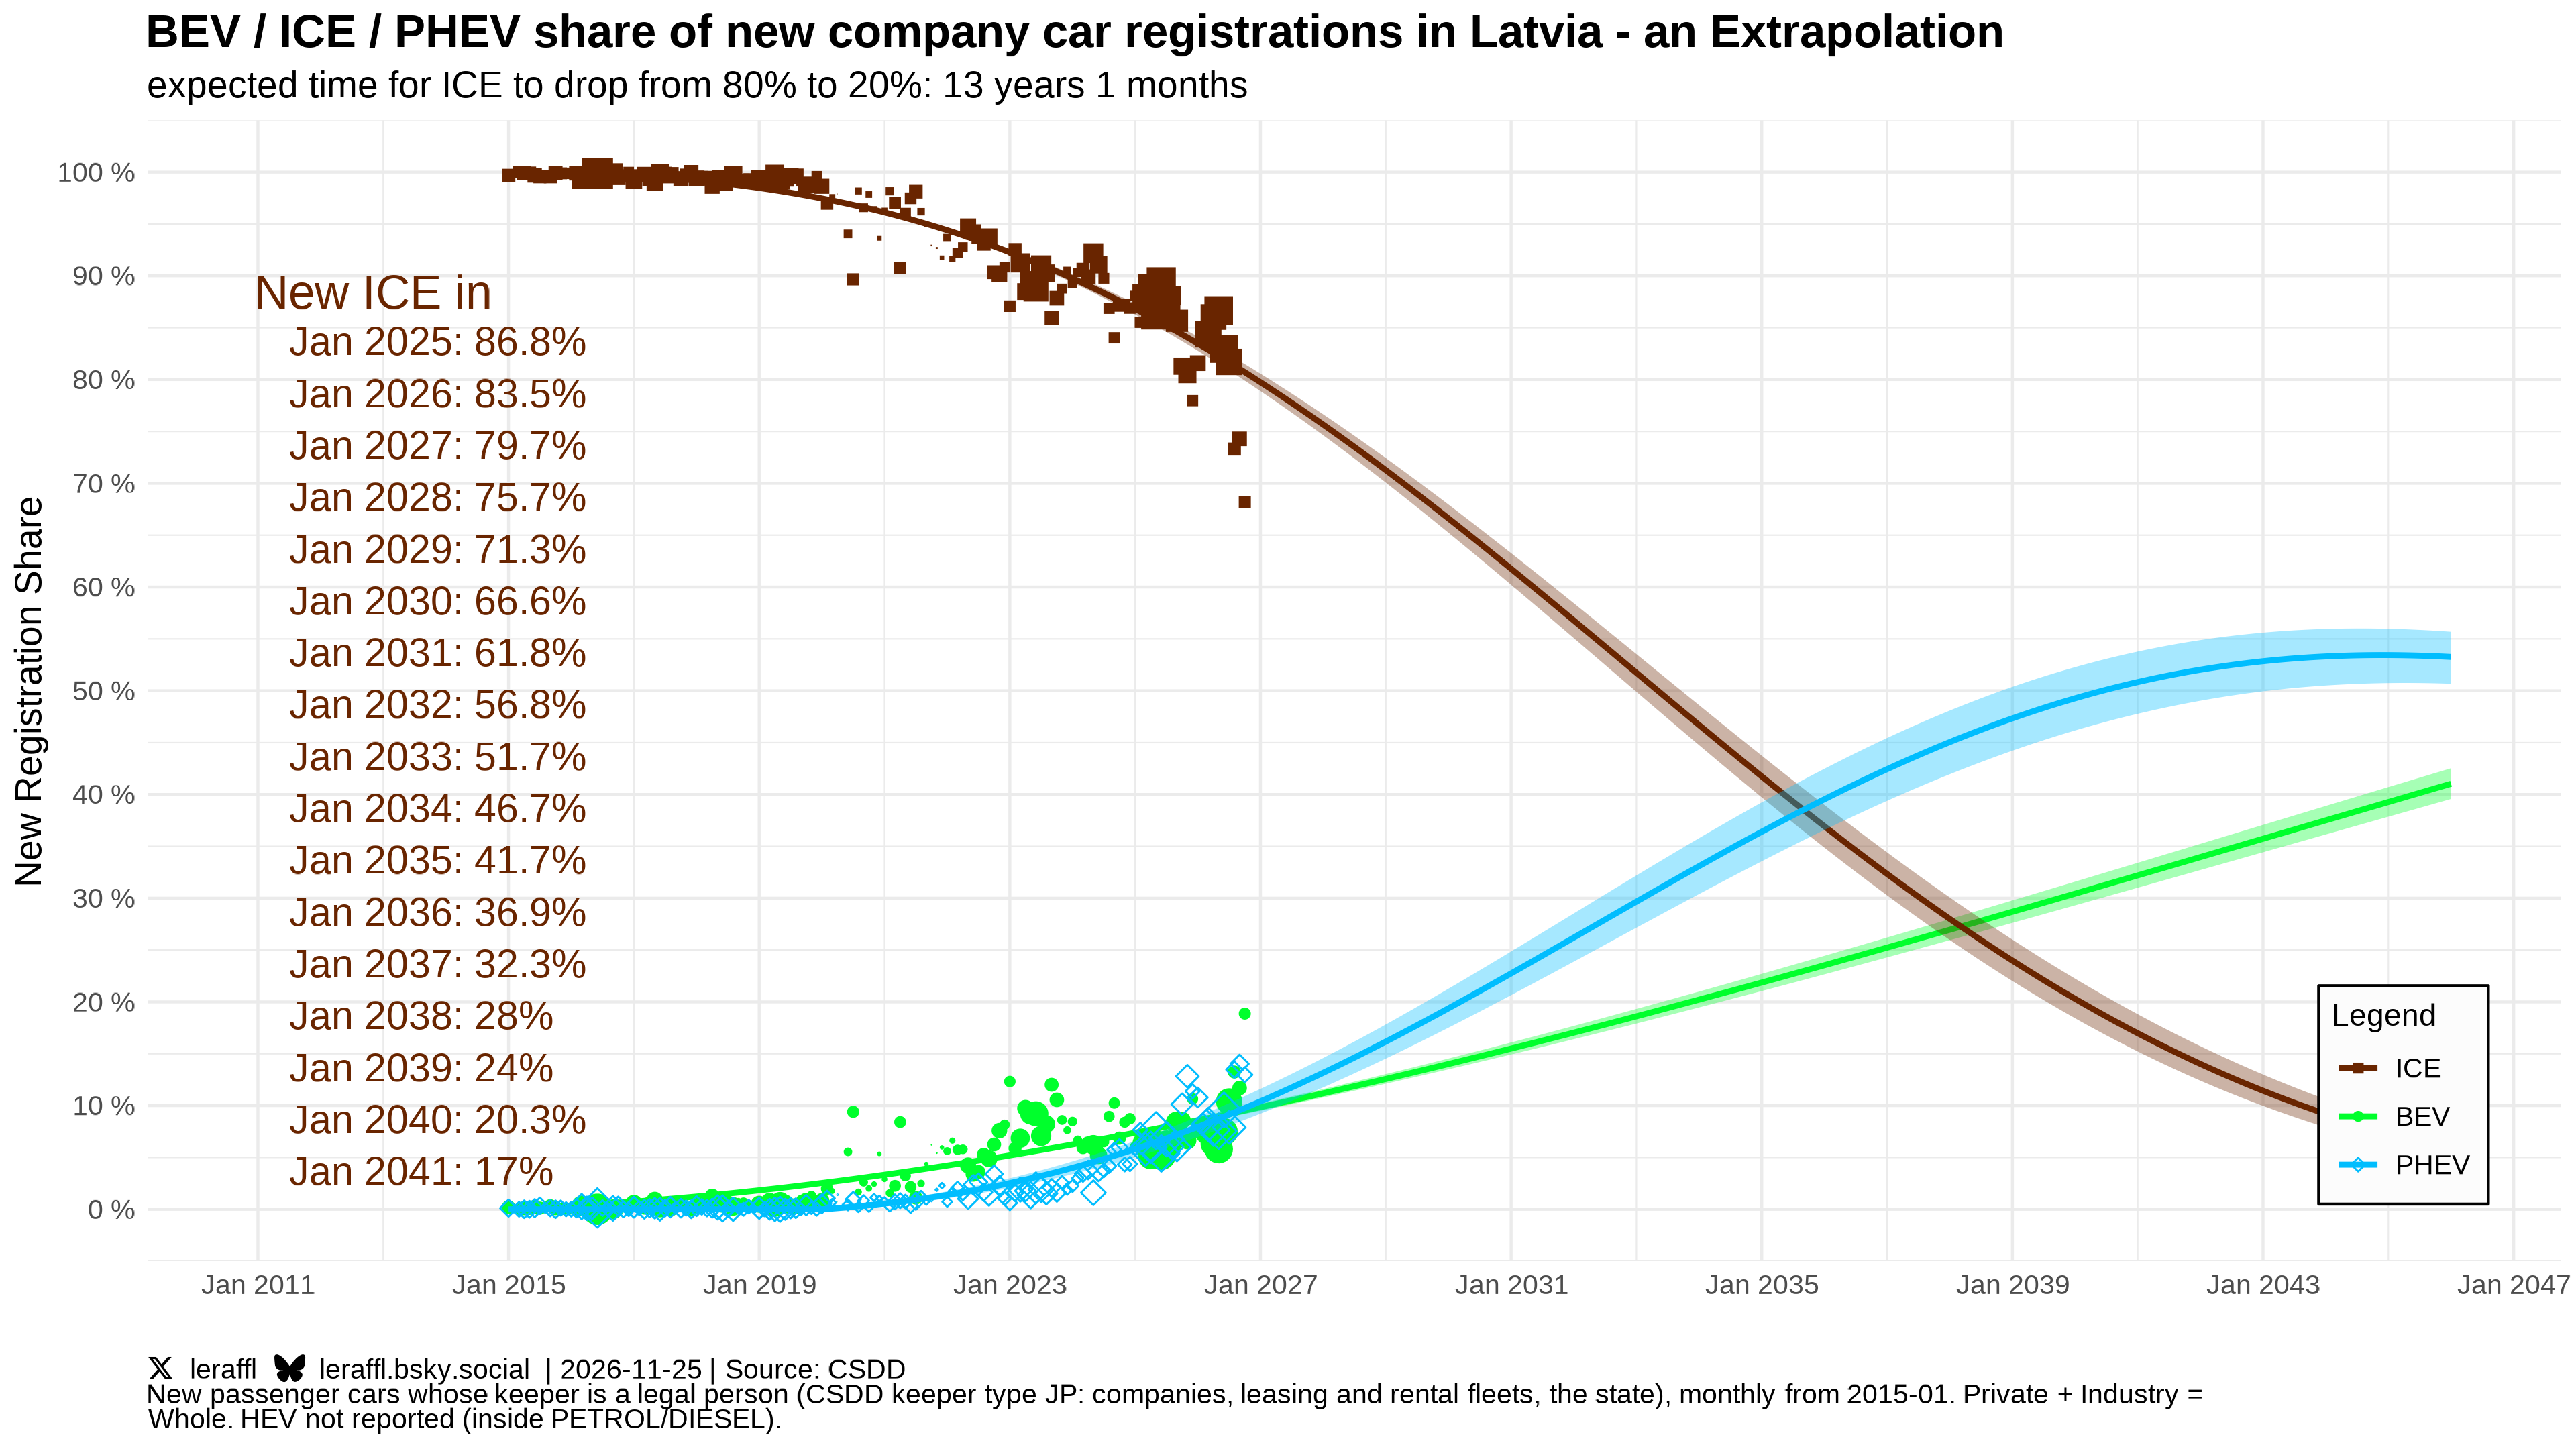 BEV / ICE / PHEV share of new company car registrations in Latvia - an Extrapolation
expected time for ICE to drop from 80% to 20%: 13 years 1 months
New Registration Share
100 %
90 %
80 %
70 %
60 %
50 %
40 %
30 %
20 %
10 %
0 %
New ICE in
Jan 2025: 86.8%
Jan 2026: 83.5%
Jan 2027: 79.7%
Jan 2028: 75.7%
Jan 2029: 71.3%
Jan 2030: 66.6%
Jan 2031: 61.8%
Jan 2032: 56.8%
Jan 2033: 51.7%
Jan 2034: 46.7%
Jan 2035: 41.7%
Jan 2036: 36.9%
Jan 2037: 32.3%
Jan 2038: 28%
Jan 2039: 24%
Jan 2040: 20.3%
Jan 2041: 17%
Legend
ICE
BEV
PHEV
Jan 2011 Jan 2015 Jan 2019 Jan 2023 Jan 2027 Jan 2031 Jan 2035 Jan 2039 Jan 2043 Jan 2047
leraffl leraffl.bsky.social | 2026-11-25 | Source: CSDD
New passenger cars whose keeper is a legal person (CSDD keeper type JP: companies, leasing and rental fleets, the state), monthly from 2015-01. Private + Industry =
Whole. HEV not reported (inside PETROL/DIESEL).